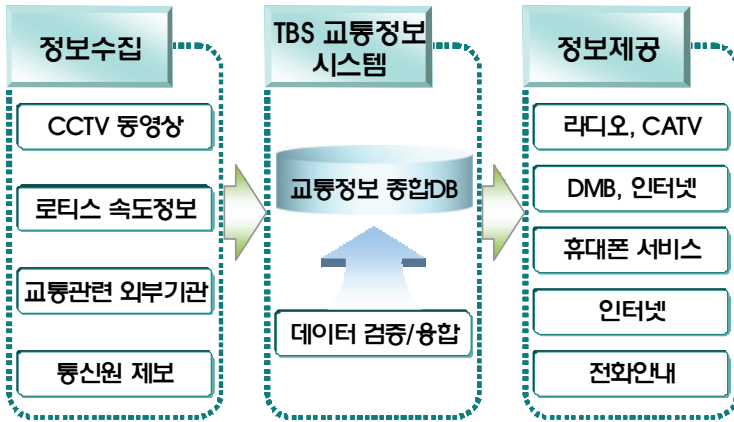 정보수집
CCTV 동영상
로티스 속도정보
교통관련 외부기관
통신원 제보
TBS 교통정보
시스템
교통정보 종합DB
데이터 검증/융합
정보제공
라디오, CATV
DMB, 인터넷
휴대폰 서비스
인터넷
전화안내